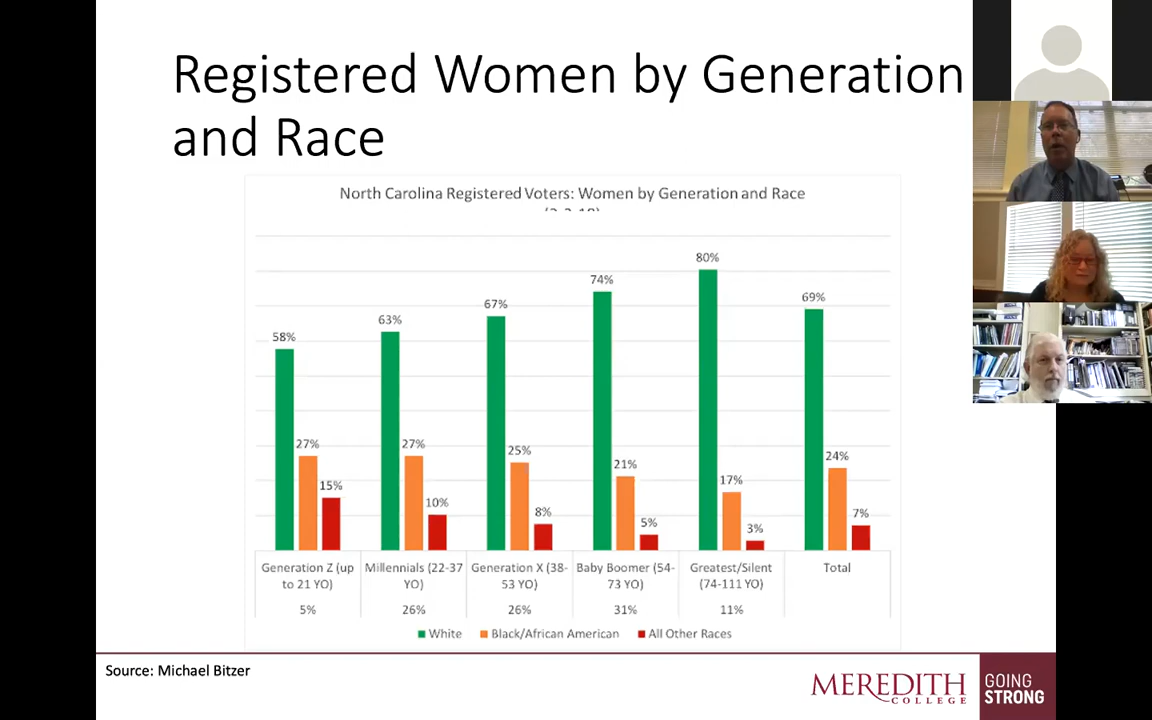 Registered Women by Generation
and Race
North Carolina Registered Voters: Women by Generation and Race
58%
27%
15%
63%
27%
10%
67%
25%
8%
74%
21%
5%
80%
17%
3%
69%
24%
7%
Generation Z (up
to 21 YO)
5%
Millennials (22-37
YO)
26%
Generation X (38-
53 YO)
26%
Baby Boomer (54-
73 YO)
31%
Greatest/Silent
(74-111 YO)
11%
Total
White
Black/African American
All Other Races
Source: Michael Bitzer
MEREDITH
COLLEGE
GOING
STRONG